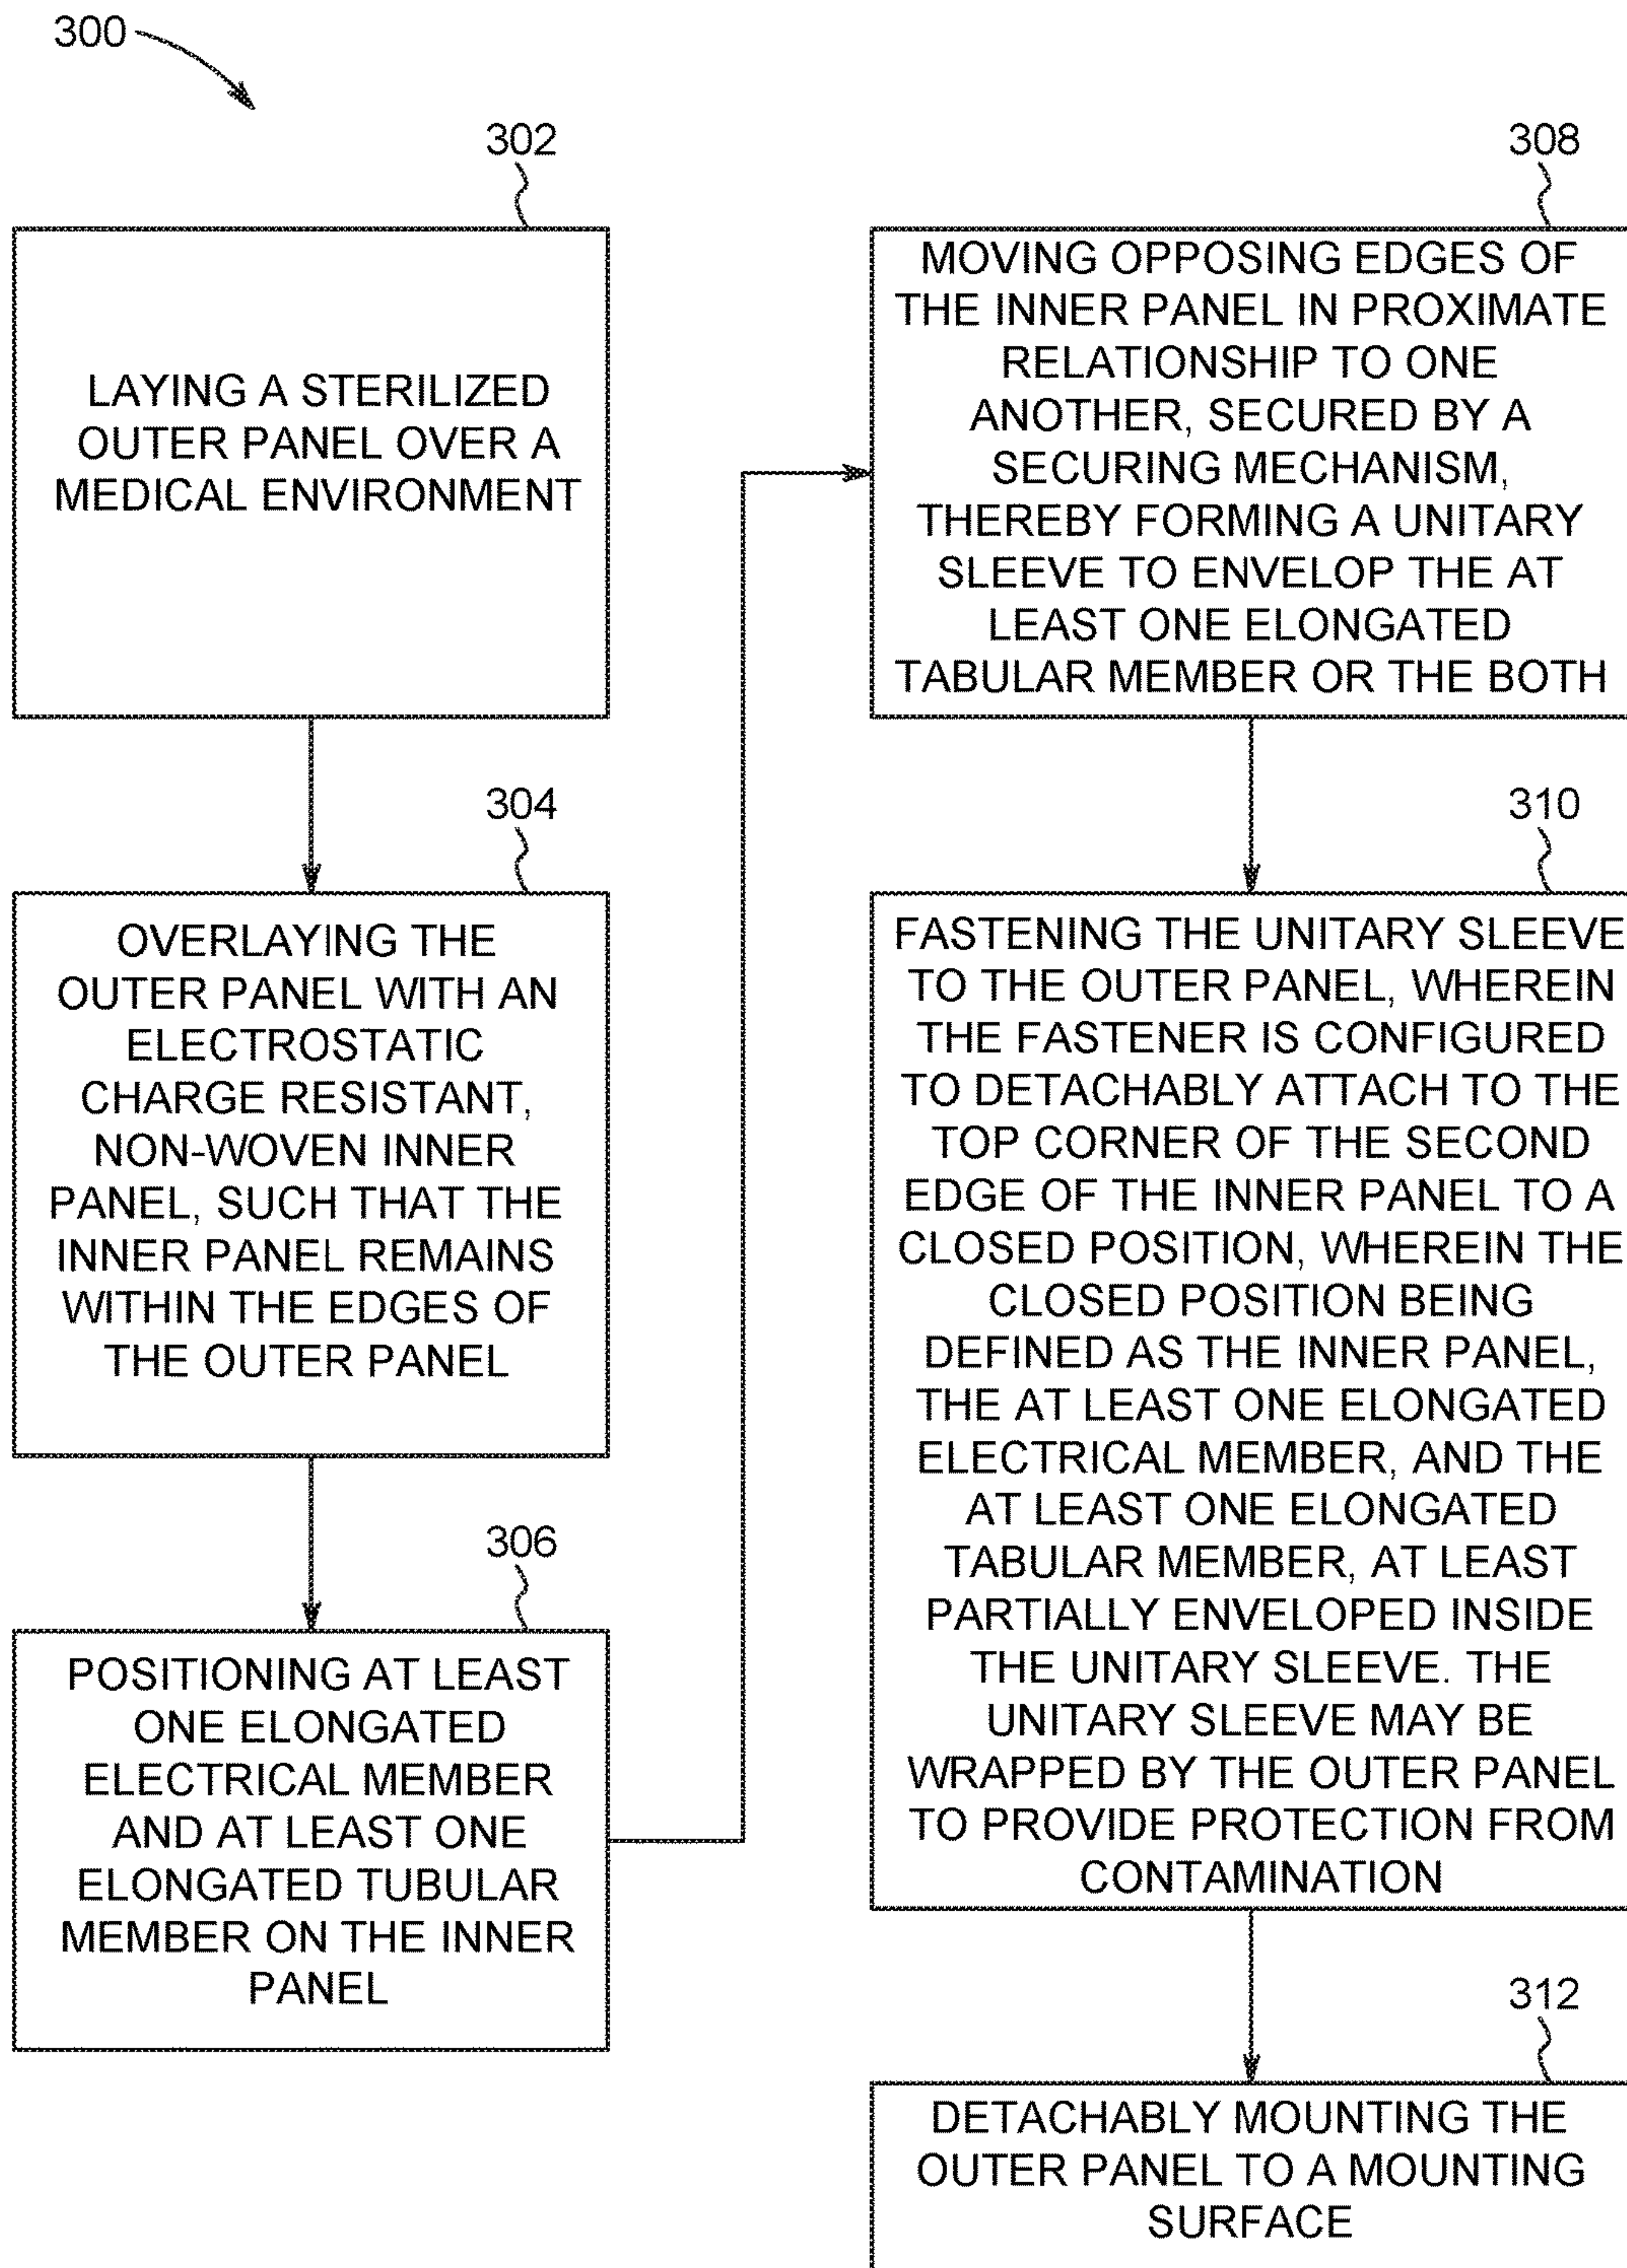 300
302
LAYING A STERILIZED
OUTER PANEL OVER A
MEDICAL ENVIRONMENT
304
OVERLAYING THE
OUTER PANEL WITH AN
ELECTROSTATIC
CHARGE RESISTANT,
NON-WOVEN INNER
PANEL, SUCH THAT THE
INNER PANEL REMAINS
WITHIN THE EDGES OF
THE OUTER PANEL
306
POSITIONING AT LEAST
ONE ELONGATED
ELECTRICAL MEMBER
AND AT LEAST ONE
ELONGATED TUBULAR
MEMBER ON THE INNER
PANEL
308
MOVING OPPOSING EDGES OF
THE INNER PANEL IN PROXIMATE
RELATIONSHIP TO ONE
ANOTHER, SECURED BY A
SECURING MECHANISM,
THEREBY FORMING A UNITARY
SLEEVE TO ENVELOP THE AT
LEAST ONE ELONGATED
TABULAR MEMBER OR THE BOTH
310
FASTENING THE UNITARY SLEEVE
TO THE OUTER PANEL, WHEREIN
THE FASTENER IS CONFIGURED
TO DETACHABLY ATTACH TO THE
TOP CORNER OF THE SECOND
EDGE OF THE INNER PANEL TO A
CLOSED POSITION, WHEREIN THE
CLOSED POSITION BEING
DEFINED AS THE INNER PANEL,
THE AT LEAST ONE ELONGATED
ELECTRICAL MEMBER, AND THE
AT LEAST ONE ELONGATED
TABULAR MEMBER, AT LEAST
PARTIALLY ENVELOPED INSIDE
THE UNITARY SLEEVE. THE
UNITARY SLEEVE MAY BE
WRAPPED BY THE OUTER PANEL
TO PROVIDE PROTECTION FROM
CONTAMINATION
312
DETACHABLY MOUNTING THE
OUTER PANEL TO A MOUNTING
SURFACE